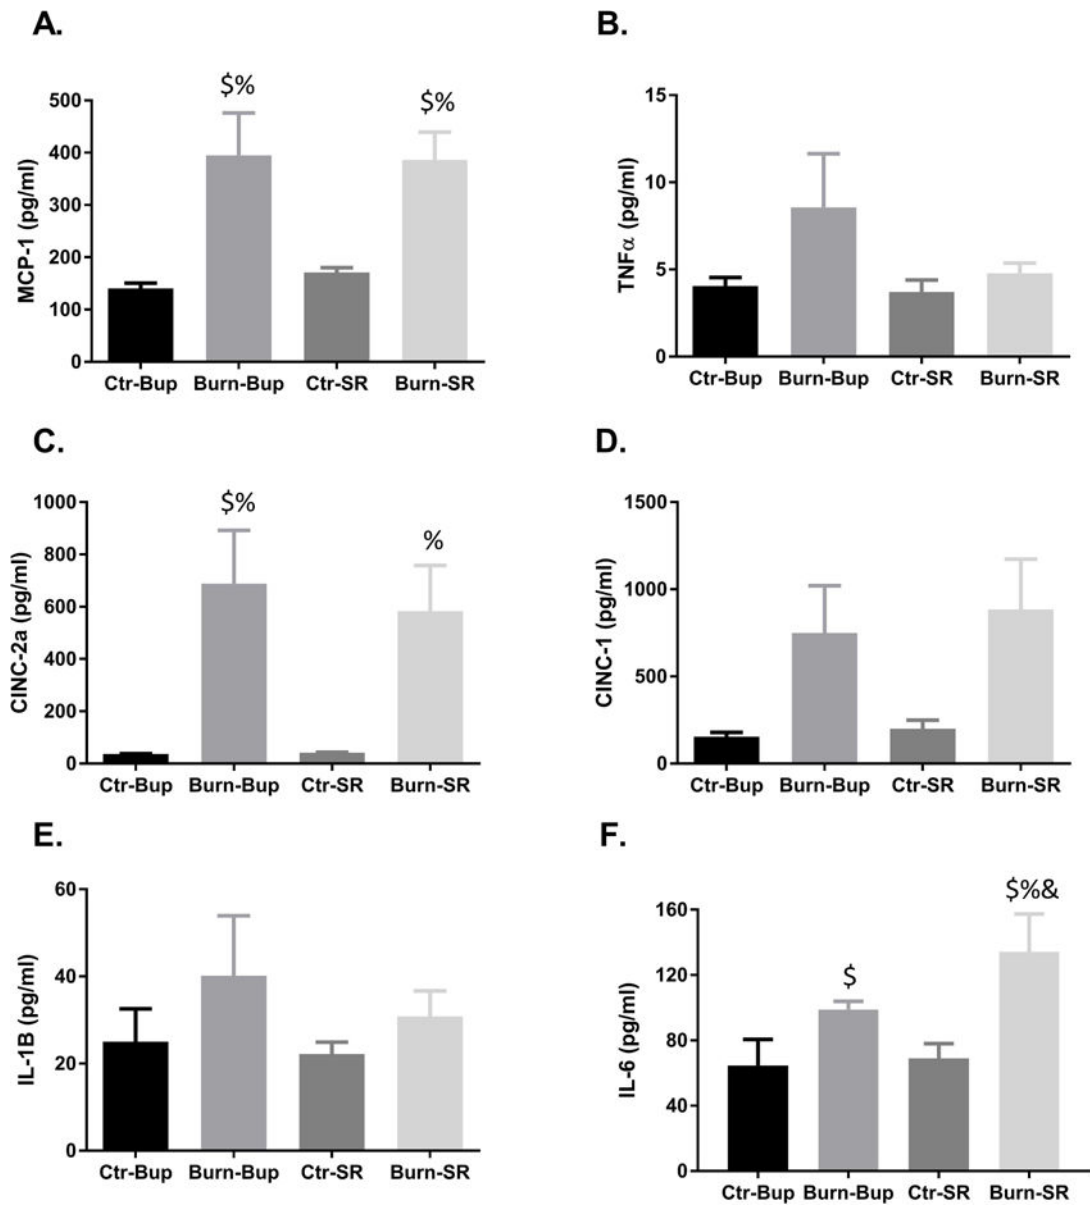 A.
$%
$%
MCP-1 (pg/ml)
500
400
300
200
100
0
Ctr-Bup Burn-Bup Ctr-SR Burn-SR
B.
TNFα (pg/ml)
15
10
5
0
Ctr-Bup Burn-Bup Ctr-SR Burn-SR
C.
$%
%
CINC-2a (pg/ml)
1000
800
600
400
200
0
Ctr-Bup Burn-Bup Ctr-SR Burn-SR
D.
CINC-1 (pg/ml)
1500
1000
500
0
Ctr-Bup Burn-Bup Ctr-SR Burn-SR
E.
IL-1B (pg/ml)
60
40
20
0
Ctr-Bup Burn-Bup Ctr-SR Burn-SR
F.
$%&
$
IL-6 (pg/ml)
160
120
80
40
0
Ctr-Bup Burn-Bup Ctr-SR Burn-SR